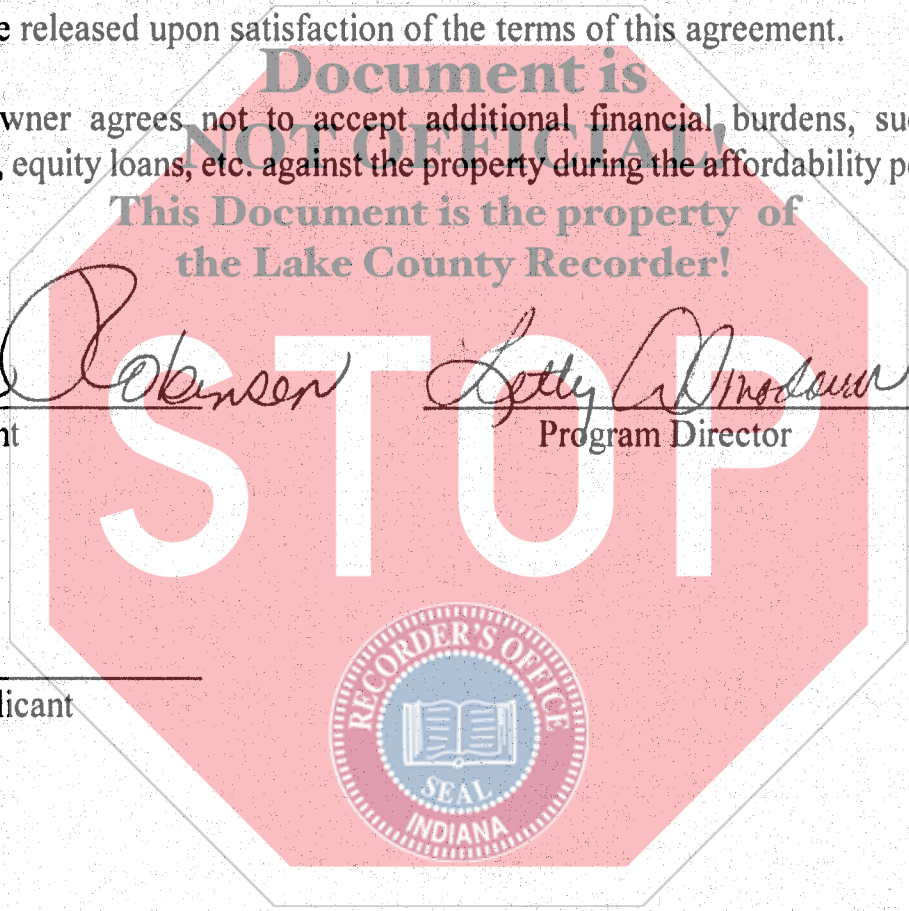 e released upon satisfaction of the terms of this agreement.
Document is
wner agrees not to accept additional financial burdens, su
NOT OFFICIAL!
, equity loans, etc. against the property during the affordability pe
This Document is the property of
the Lake County Recorder!
Robinson
Letty
nt
Program Director
STOP
RECORDER'S OFFICE
SEAL
INDIANA
licant